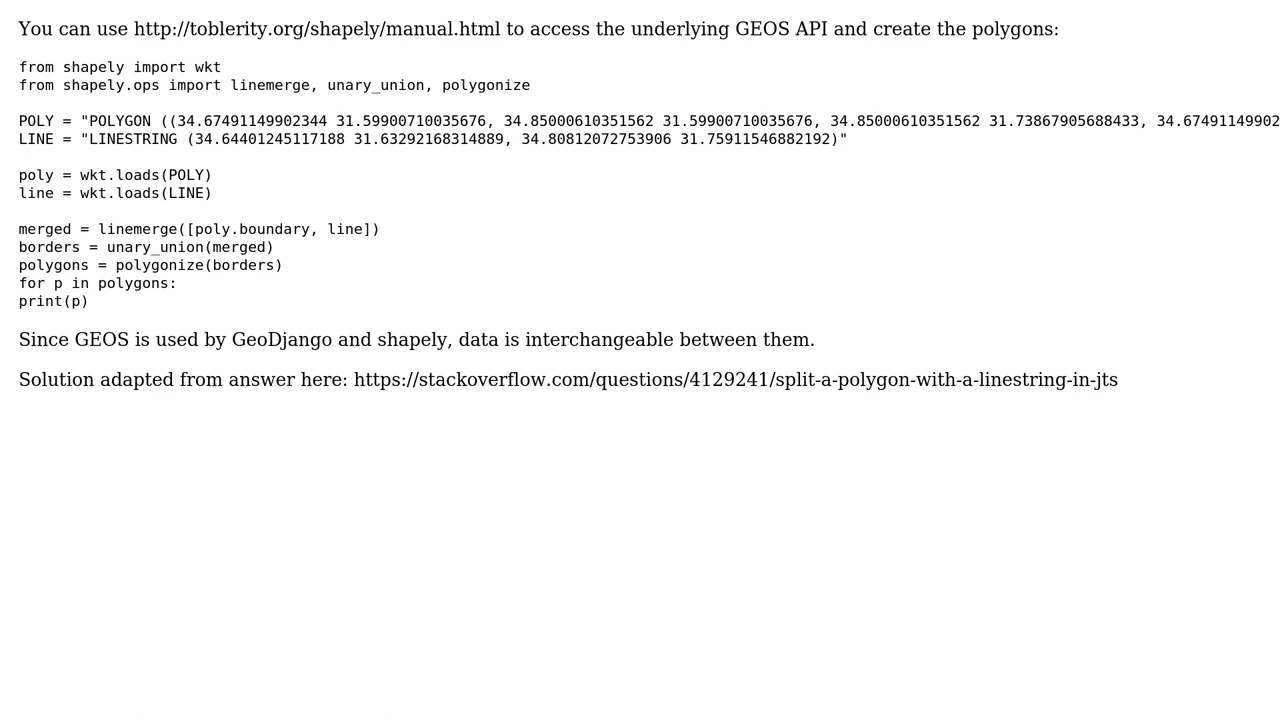 You can use http://toblerity.org/shapely/manual.html to access the underlying GEOS API and create the polygons:
from shapely import wkt
from shapely.ops import linemerge, unary_union, polygonize
POLY = "POLYGON ((34.67491149902344 31.59900710035676, 34.85000610351562 31.59900710035676, 34.85000610351562 31.73867905688433, 34.67491149902
LINE = "LINESTRING (34.64401245117188 31.63292168314889, 34.80812072753906 31.75911546882192)"
poly = wkt.loads(POLY)
line = wkt.loads(LINE)
merged = linemerge([poly.boundary, line])
borders = unary_union(merged)
polygons = polygonize(borders)
for p in polygons:
print(p)
Since GEOS is used by GeoDjango and shapely, data is interchangeable between them.
Solution adapted from answer here: https://stackoverflow.com/questions/4129241/split-a-polygon-with-a-linestring-in-jts